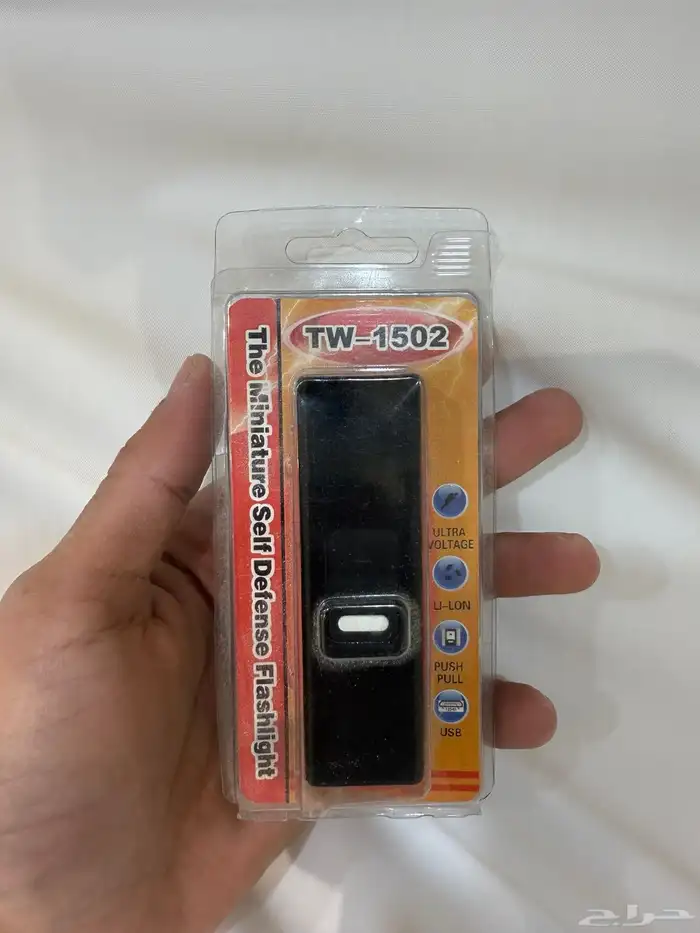 TW-1502
The Miniature Self Defense Flashlight
ULTRA
VOLTAGE
LI-LON
PUSH
PULL
USB
حراج